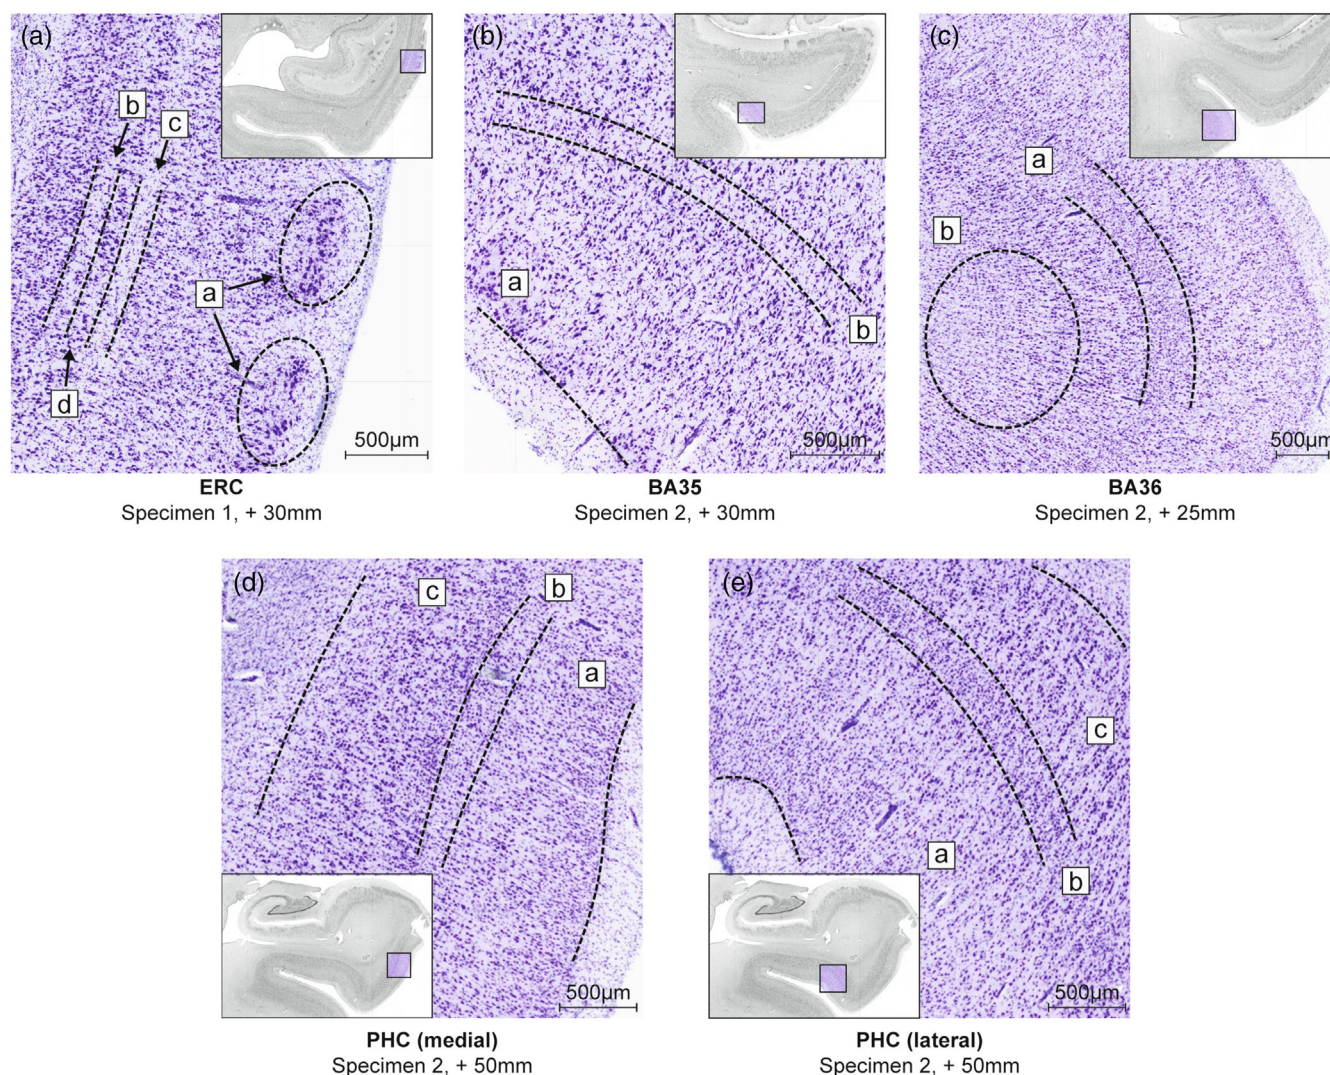 (a)
b
c
a
d
500μm
ERC
Specimen 1, + 30mm
(b)
a
b
500μm
BA35
Specimen 2, + 30mm
(c)
a
b
500μm
BA36
Specimen 2, + 25mm
(d)
c
b
a
500μm
PHC (medial)
Specimen 2, + 50mm
(e)
c
a
b
500μm
PHC (lateral)
Specimen 2, + 50mm